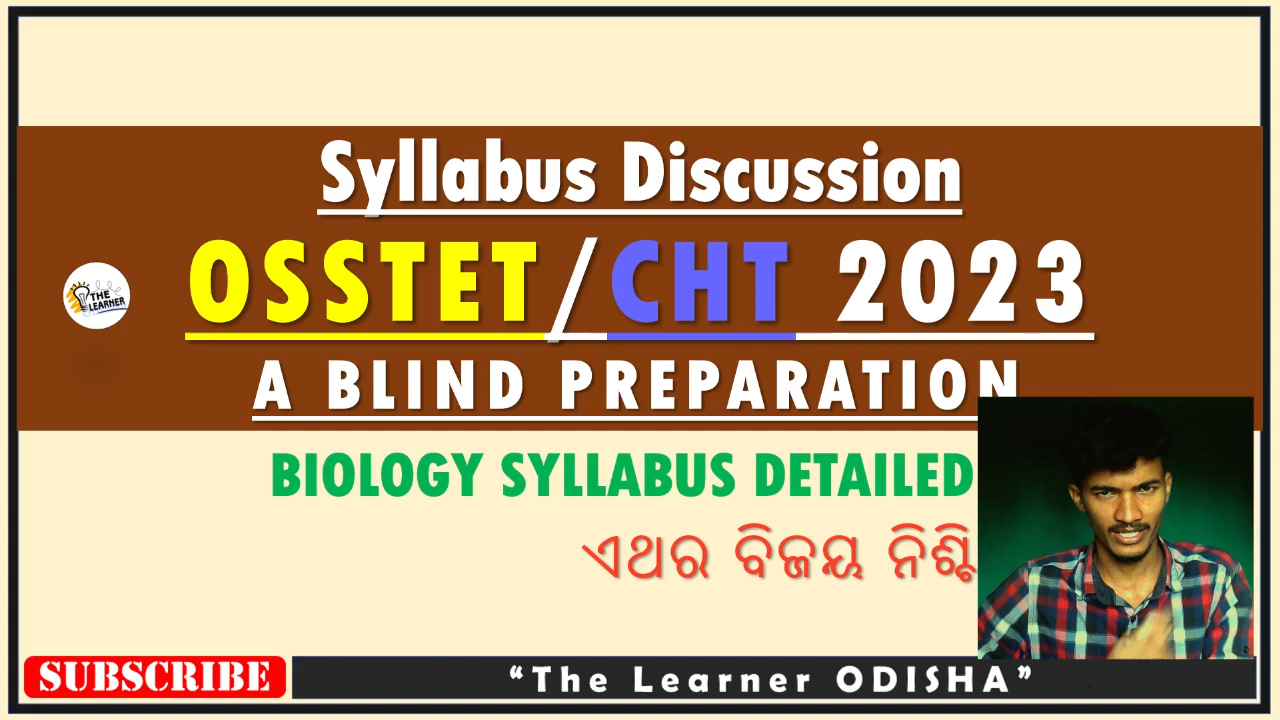 Syllabus Discussion
OSSTET/CHT 2023
THE
LEARNER
A BLIND PREPARATION
BIOLOGY SYLLABUS DETAILED
ଏଥର ବିଜୟ
SUBSCRIBE
“The Learner ODISHA”